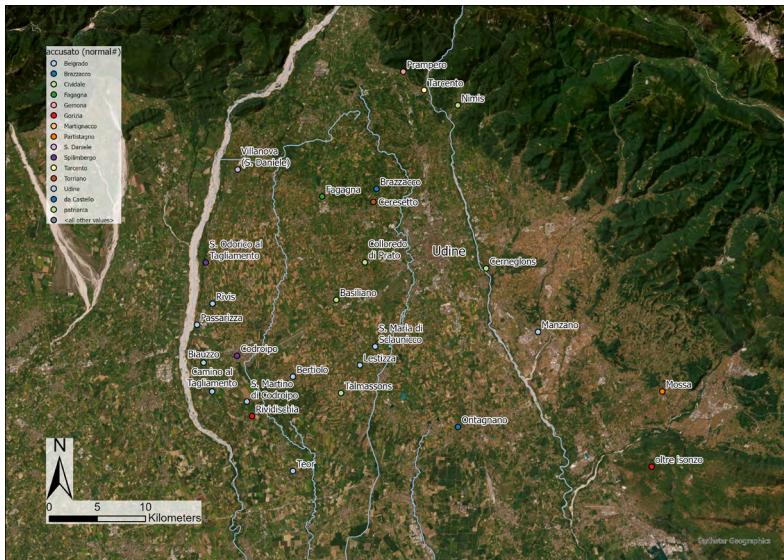 accusato (normal#)
Belgrado
Brazzacco
Cividale
Fagagna
Gemona
Gorizia
Martignacco
Partistagno
S. Daniele
Spilimbergo
Tarcento
Torriano
Udine
da Castello
patriarca
<all other values>
Prampero
Tarcento
Nimis
Villanova
(S. Daniele)
Brazzacco
Fagagna
Ceresetto
S. Odorico al
Tagliamento
Colloredo
di Prato
Udine
Cerneglons
Rivis
Basiliano
Passarizza
Manzano
S. Maria di
Sclaunicco
Biauzzo
Codroipo
Lestizza
Camino al
Tagliamento
Bertiolo
S. Martino
di Codroipo
Talmassons
Mossa
Rividischia
Ontagnano
Teor
oltre isonzo
N
0 5 10
Kilometers
Earthstar Geographics